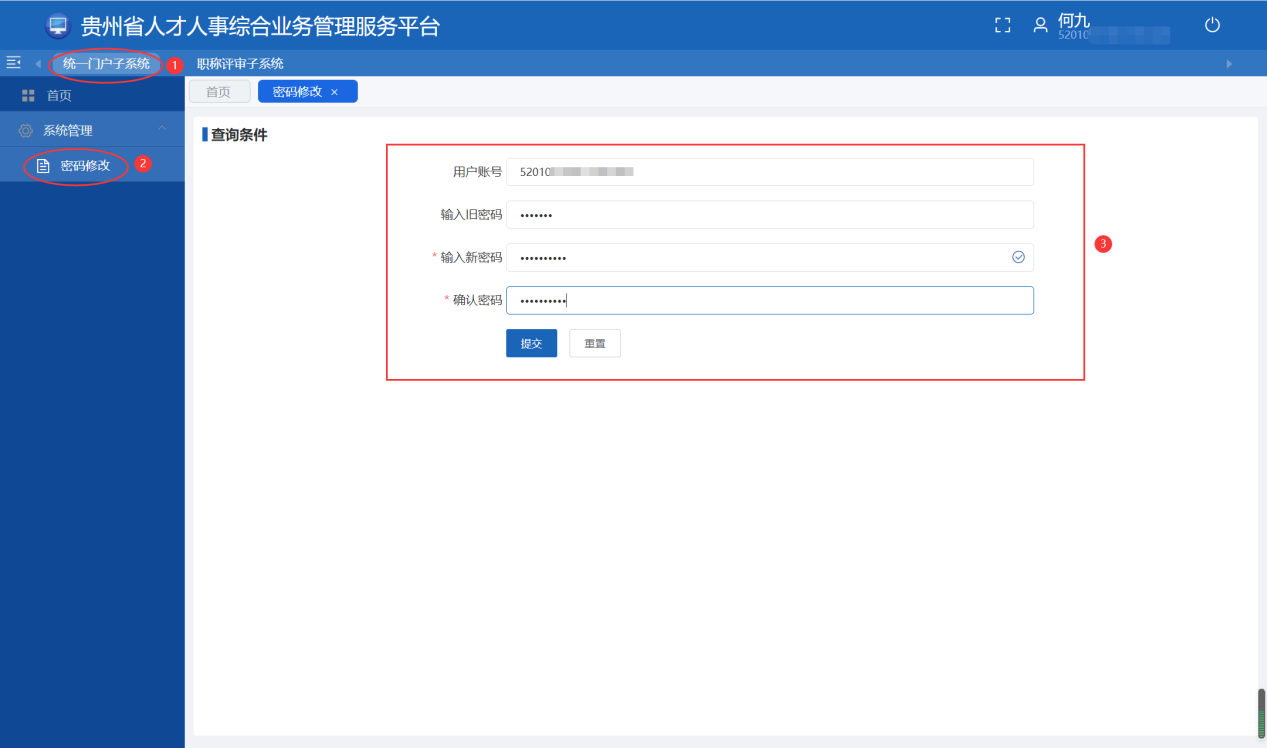 贵州省人才人事综合业务管理服务平台
何九
52010
统一门户子系统
1
职称评审子系统
首页
首页
密码修改 ×
系统管理
查询条件
密码修改
2
用户账号
52010
输入旧密码
•••••••
* 输入新密码
••••••••••
3
* 确认密码
••••••••••
提交
重置